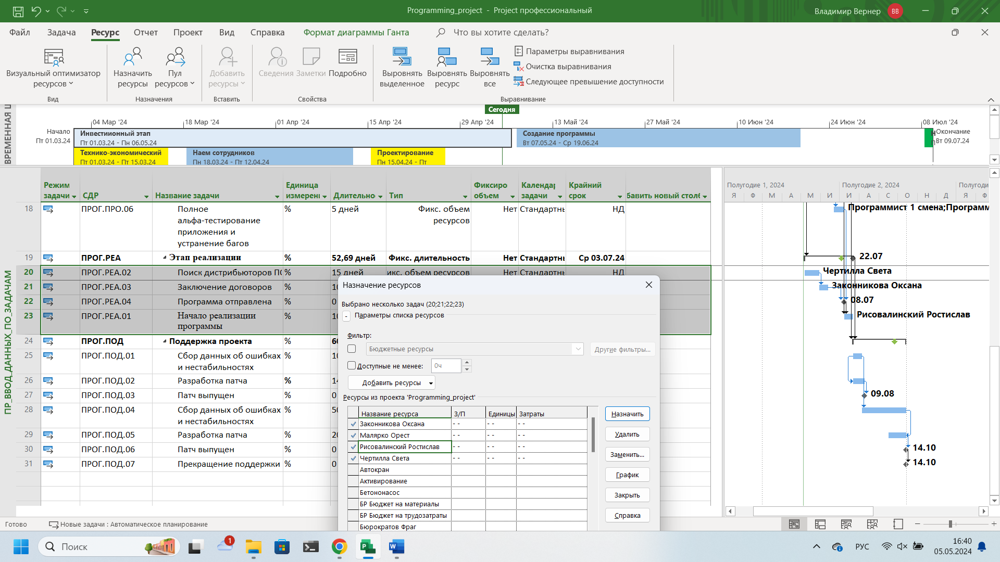 Programming_project - Project профессиональный
Владимир Вернер
ВВ
Файл
Задача
Ресурс
Отчет
Проект
Вид
Справка
Формат диаграммы Ганта
Что вы хотите сделать?
Визуальный оптимизатор ресурсов
Назначить ресурсы
Пул ресурсов
Добавить ресурсы
Сведения
Заметки
Подробно
Выровнять выделенное
Выровнять ресурс
Выровнять все
Параметры выравнивания
Очистка выравнивания
Следующее превышение доступности
Вид
Назначения
Вставить
Свойства
Выравнивание
ВРЕМЕННАЯ
Сегодня
04 Мар '24
18 Мар '24
01 Апр '24
15 Апр '24
29 Апр '24
13 Май '24
27 May '24
10 Июн '24
24 Июн '24
08 Июл '24
Начало
Пт 01.03.24
Инвестиионный этап
Пт 01.03.24 - Пн 06.05.24
Создание программы
Вт 07.05.24 - Ср 19.06.24
Окончание
Вт 09.07.24
Технико-экономический
Пт 01.03.24 - Пт 15.03.24
Наем сотрудников
Пн 18.03.24 - Пт 12.04.24
Проектирование
Пн 15.04.24 - Пт
ПР_ВВОД_ДАННЫХ_ПО_ЗАДАЧАМ
Режим задачи
СДР
Название задачи
Единица измерени
Длительно
Тип
Фиксиро объем
Календар задачи
Крайний срок
бавить новый столб
Полугодие 1, 2024
Полугодие 2, 2024
Полугоди
Я Ф М А М И И А С О Н Д Я Ф
18 ПРОГ.ПРО.06 Полное альфа-тестирование приложения и устранение багов % 5 дней Фикс. объем ресурсов Нет Стандартнь НД
Программист 1 смена;Программ
19 ПРОГ.РЕА Этап реализации % 52,69 дней Фикс. длительность Нет Стандартнь Ср 03.07.24
22.07
20 ПРОГ.РЕА.02 Поиск дистрибьюторов ПО % 15 дней икс. объем ресурсов Нет Стандартнь НД
Чертилла Света
21 ПРОГ.РЕА.03 Заключение договоров % 10
Законникова Оксана
22 ПРОГ.РЕА.04 Программа отправлена % 0
08.07
23 ПРОГ.РЕА.01 Начало реализации программы % 10
Рисовалинский Ростислав
24 ПРОГ.ПОД Поддержка проекта % 60
25 ПРОГ.ПОД.01 Сбор данных об ошибках и нестабильностях % 10
26 ПРОГ.ПОД.02 Разработка патча % 14
27 ПРОГ.ПОД.03 Патч выпущен % 0
09.08
28 ПРОГ.ПОД.04 Сбор данных об ошибках и нестабильностях % 50
29 ПРОГ.ПОД.05 Разработка патча % 20
30 ПРОГ.ПОД.06 Патч выпущен % 0
14.10
31 ПРОГ.ПОД.07 Прекращение поддержки % 0
14.10
Назначение ресурсов
Выбрано несколько задач (20;21;22;23)
- Параметры списка ресурсов
Фильтр:
Бюджетные ресурсы
Другие фильтры...
Доступные не менее:
0ч
Добавить ресурсы
Ресурсы из проекта 'Programming_project'
Название ресурса
З/П
Единицы
Затраты
Законникова Оксана - - - - - -
Малярко Орест - - - - - -
Рисовалинский Ростислав - - - - - -
Чертилла Света - - - - - -
Автокран
Активирование
Бетононасос
БР Бюджет на материалы
БР Бюджет на трудозатраты
Бюрократов Фраг
Назначить
Удалить
Заменить...
График
Закрыть
Справка
Готово
Новые задачи : Автоматическое планирование
Поиск
1
РУС
16:40
05.05.2024